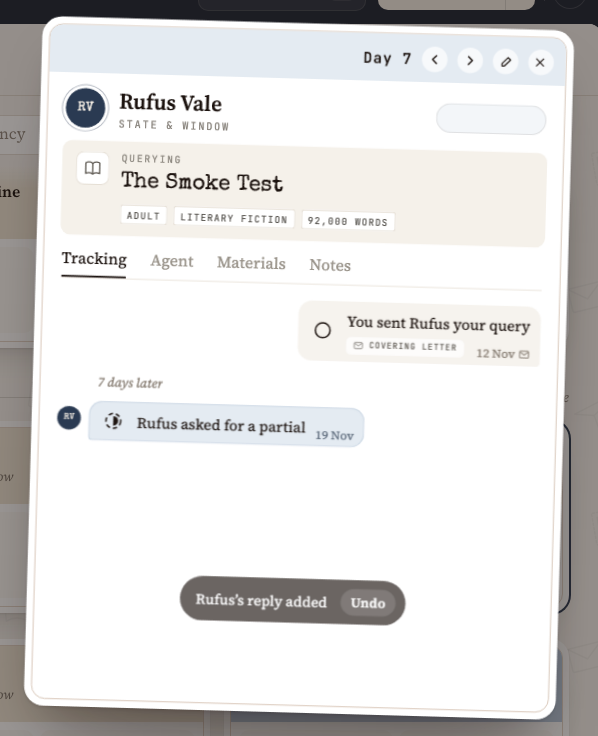 Day 7
RV
Rufus Vale
STATE & WINDOW
ncy
QUERYING
ine
The Smoke Test
ADULT
LITERARY FICTION
92,000 WORDS
Tracking
Agent
Materials
Notes
You sent Rufus your query
COVERING LETTER
12 Nov
7 days later
RV
Rufus asked for a partial
19 Nov
ow
Rufus's reply added
Undo
ow